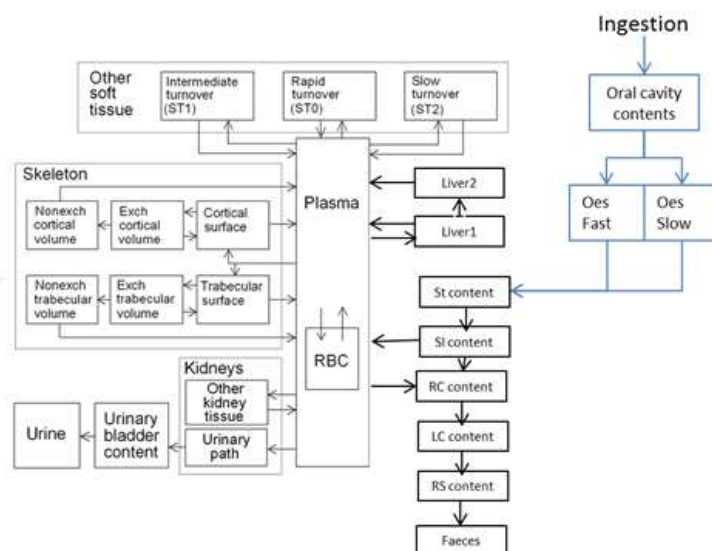 Ingestion
Oral cavity
contents
Oes
Fast
Oes
Slow
Other
soft
tissue
Intermediate
turnover
(ST1)
Rapid
turnover
(ST0)
Slow
turnover
(ST2)
Plasma
RBC
Skeleton
Nonexch
cortical
volume
Exch
cortical
volume
Cortical
surface
Nonexch
trabecular
volume
Exch
trabecular
volume
Trabecular
surface
Liver2
Liver1
St content
SI content
RC content
LC content
RS content
Faeces
Kidneys
Other
kidney
tissue
Urinary
path
Urinary
bladder
content
Urine